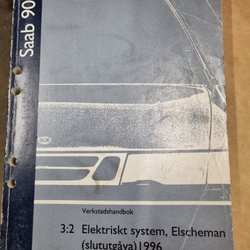 Saab 90
Verkstadshandbok
3:2 Elektriskt system, Elscheman
(slututgåva)1996